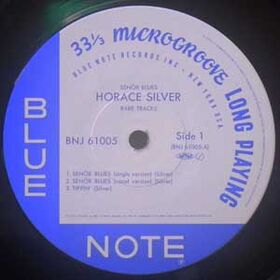 33⅓ MICROGROOVE LONG PLAYING
BLUE NOTE RECORDS INC · NEW YORK USA
SEÑOR BLUES
HORACE SILVER
RARE TRACKS
BNJ 61005
Side 1
(BNJ 61005-A)
1. SEÑOR BLUES (single version) (Silver)
2. SEÑOR BLUES (vocal version) (Silver)
3. TIPPIN' (Silver)
BLUE
NOTE